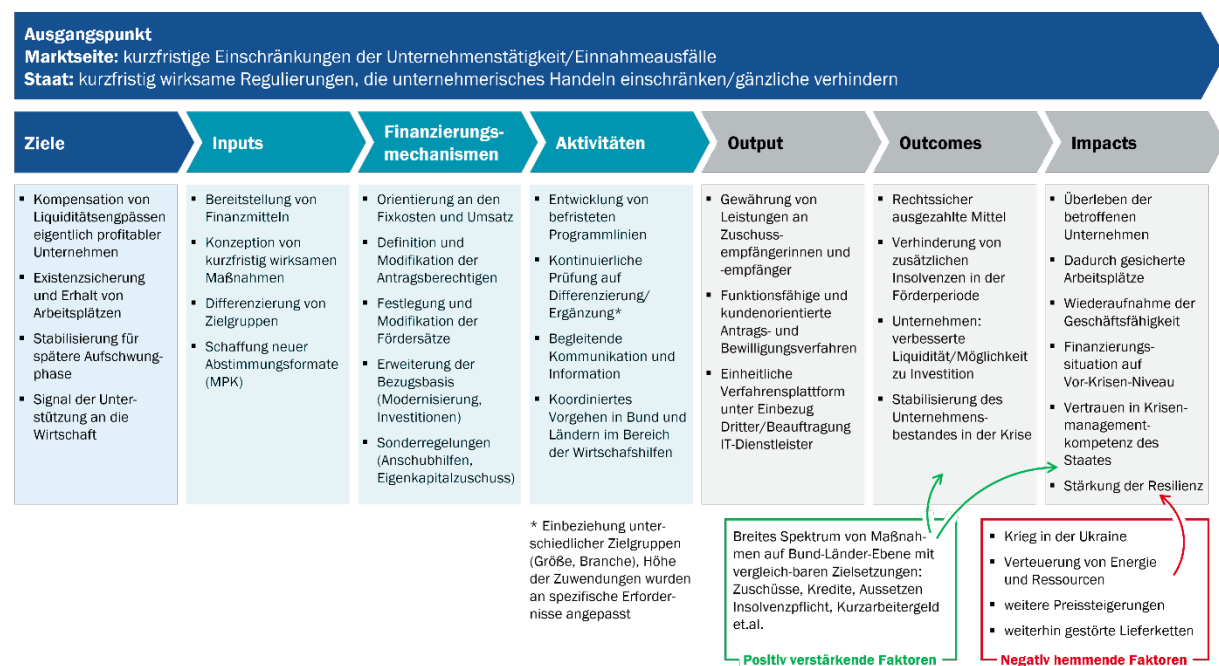 Ausgangspunkt
Marktseite: kurzfristige Einschränkungen der Unternehmenstätigkeit/Einnahmeausfälle
Staat: kurzfristig wirksame Regulierungen, die unternehmerisches Handeln einschränken/gänzliche verhindern
Ziele
Inputs
Finanzierungs-
mechanismen
Aktivitäten
Output
Outcomes
Impacts
▪ Kompensation von
Liquiditätsengpässen
eigentlich profitabler
Unternehmen
▪ Existenzsicherung
und Erhalt von
Arbeitsplätzen
▪ Stabilisierung für
spätere Aufschwung-
phase
▪ Signal der Unter-
stützung an die
Wirtschaft
▪ Bereitstellung von
Finanzmitteln
▪ Konzeption von
kurzfristig wirksamen
Maßnahmen
▪ Differenzierung von
Zielgruppen
▪ Schaffung neuer
Abstimmungsformate
(MPK)
▪ Orientierung an den
Fixkosten und Umsatz
▪ Definition und
Modifikation der
Antragsberechtigen
▪ Festlegung und
Modifikation der
Fördersätze
▪ Erweiterung der
Bezugsbasis
(Modernisierung,
Investitionen)
▪ Sonderregelungen
(Anschubhilfen,
Eigenkapitalzuschuss)
▪ Entwicklung von
befristeten
Programmlinien
▪ Kontinuierliche
Prüfung auf
Differenzierung/
Ergänzung*
▪ Begleitende
Kommunikation und
Information
▪ Koordiniertes
Vorgehen in Bund und
Ländern im Bereich
der Wirtschafshilfen
▪ Gewährung von
Leistungen an
Zuschuss-
empfängerinnen und
-empfänger
▪ Funktionsfähige und
kundenorientierte
Antrags- und
Bewilligungsverfahren
▪ Einheitliche
Verfahrensplattform
unter Einbezug
Dritter/Beauftragung
IT-Dienstleister
▪ Rechtssicher
ausgezahlte Mittel
▪ Verhinderung von
zusätzlichen
Insolvenzen in der
Förderperiode
▪ Unternehmen:
verbesserte
Liquidität/Möglichkeit
zu Investition
▪ Stabilisierung des
Unternehmens-
bestandes in der Krise
▪ Überleben der
betroffenen
Unternehmen
▪ Dadurch gesicherte
Arbeitsplätze
▪ Wiederaufnahme der
Geschäftsfähigkeit
▪ Finanzierungs-
situation auf
Vor-Krisen-Niveau
▪ Vertrauen in Krisen-
management-
kompetenz des
Staates
▪ Stärkung der Resilienz
* Einbeziehung unter-
schiedlicher Zielgruppen
(Größe, Branche), Höhe
der Zuwendungen wurden
an spezifische Erforder-
nisse angepasst
Breites Spektrum von Maßnah-
men auf Bund-Länder-Ebene mit
vergleich-baren Zielsetzungen:
Zuschüsse, Kredite, Aussetzen
Insolvenzpflicht, Kurzarbeitergeld
et.al.
Positiv verstärkende Faktoren
▪ Krieg in der Ukraine
▪ Verteuerung von Energie
und Ressourcen
▪ weitere Preissteigerungen
▪ weiterhin gestörte Lieferketten
Negativ hemmende Faktoren